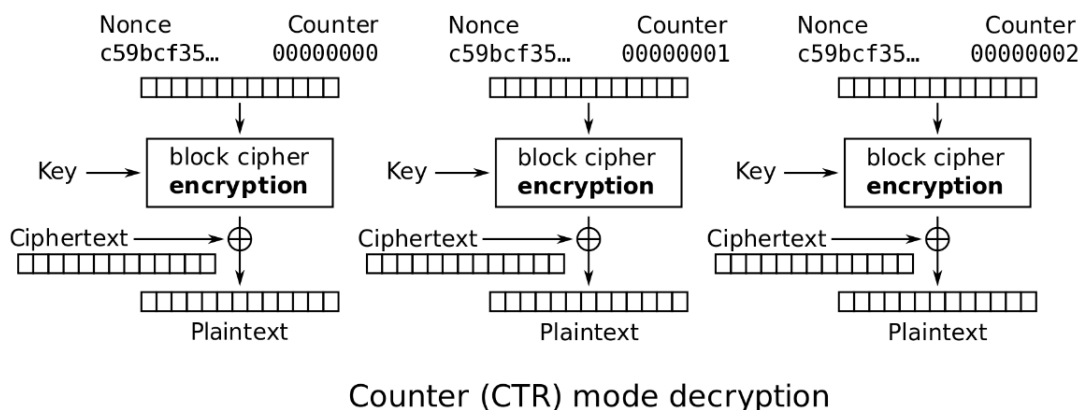 Nonce Counter Nonce Counter Nonce Counter
c59bcf35… 00000000 c59bcf35… 00000001 c59bcf35… 00000002
block cipher block cipher block cipher
Key encryption Key encryption Key encryption
Ciphertext Ciphertext Ciphertext
Plaintext Plaintext Plaintext
Counter (CTR) mode decryption